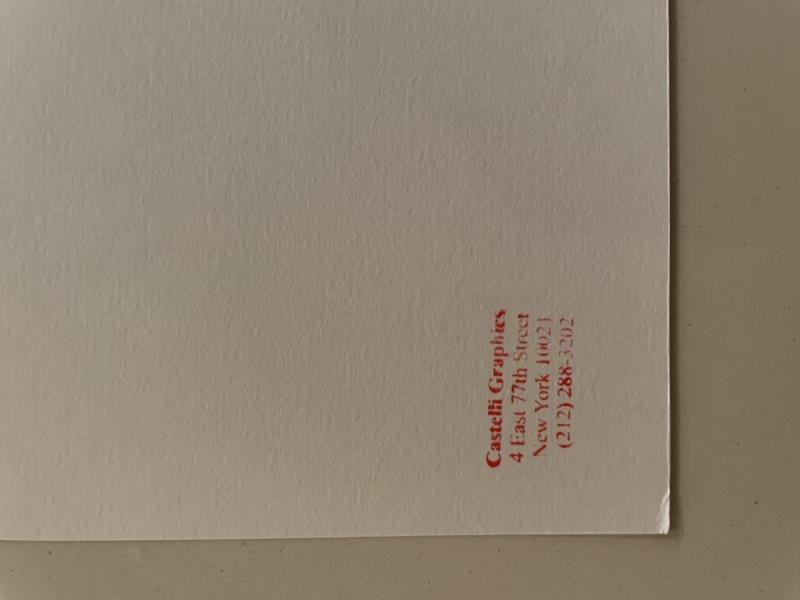 Castelli Graphics
4 East 77th Street
New York 10021
(212) 288-3202